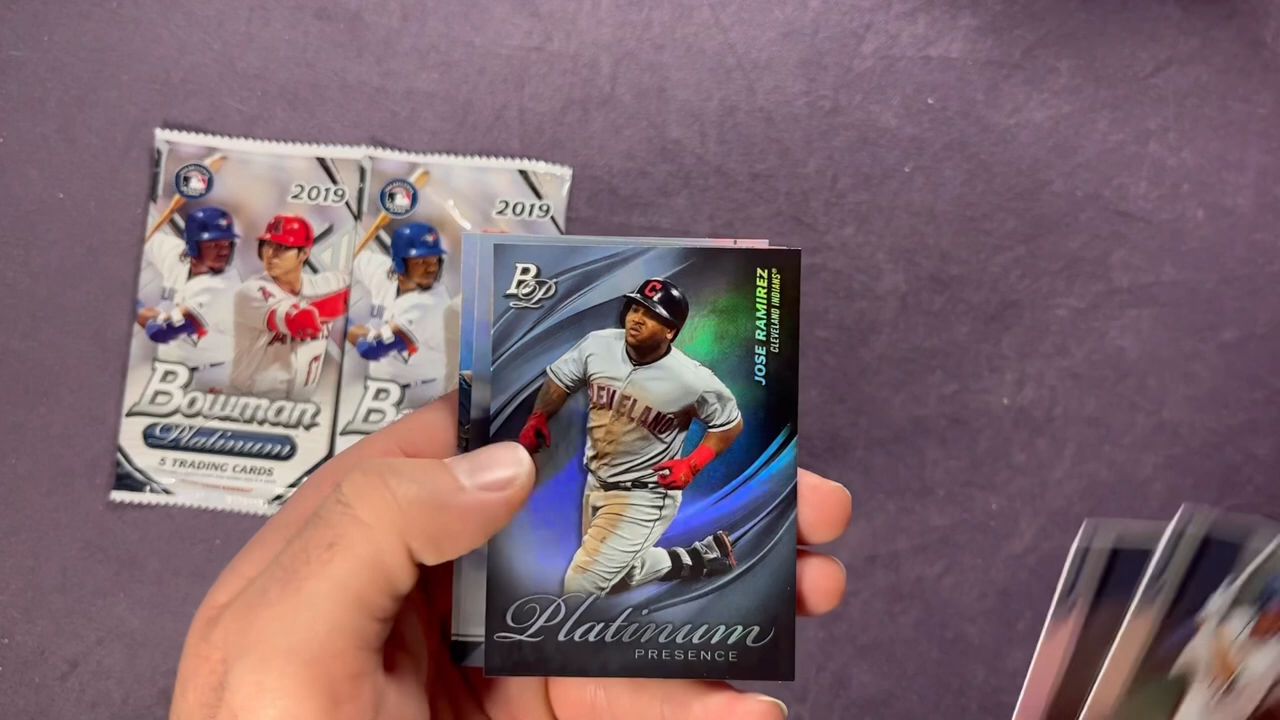 2019
Bowman
Platinum
5 TRADING CARDS
2019
B
BP
JOSE RAMIREZ
CLEVELAND INDIANS®
CLEVELAND
Platinum
PRESENCE